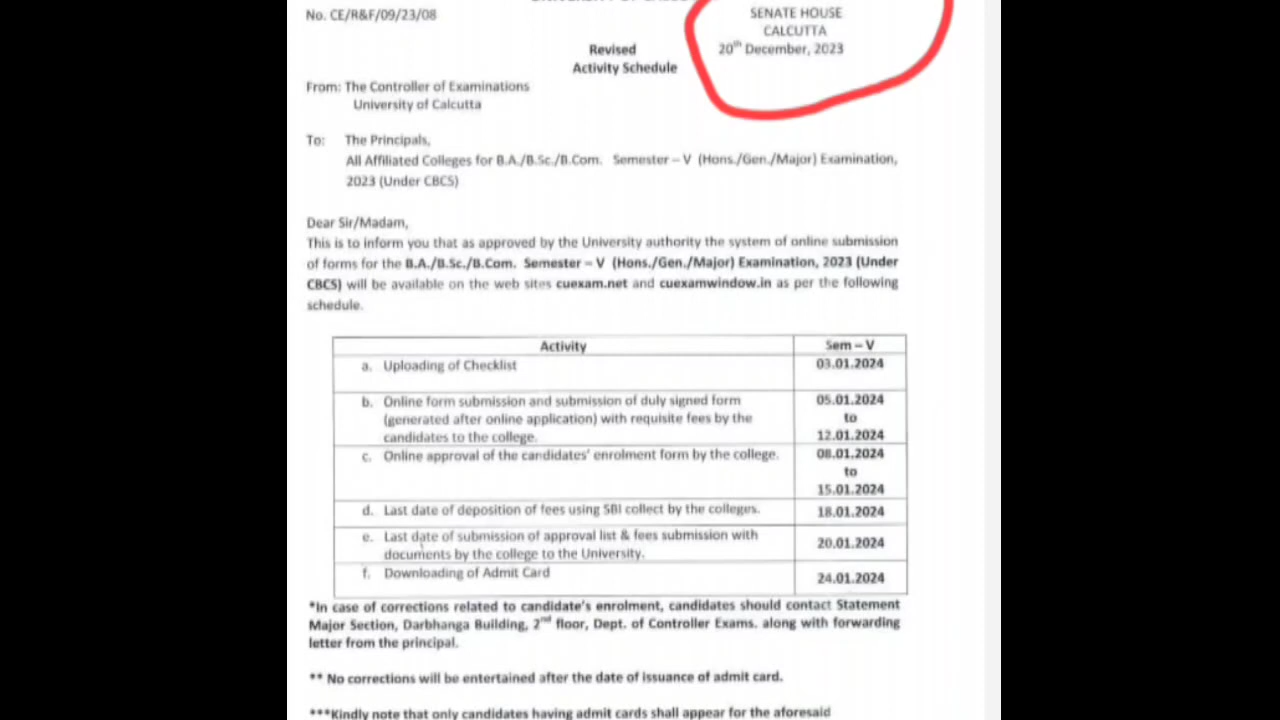 No. CE/R&F/09/23/08
SENATE HOUSE
CALCUTTA
20th December, 2023
Revised
Activity Schedule
From: The Controller of Examinations
University of Calcutta
To: The Principals,
All Affiliated Colleges for B.A./B.Sc./B.Com. Semester – V (Hons./Gen./Major) Examination,
2023 (Under CBCS)
Dear Sir/Madam,
This is to inform you that as approved by the University authority the system of online submission
of forms for the B.A./B.Sc./B.Com. Semester – V (Hons./Gen./Major) Examination, 2023 (Under
CBCS) will be available on the web sites cuexam.net and cuexamwindow.in as per the following
schedule.
Activity Sem – V
a. Uploading of Checklist 03.01.2024
b. Online form submission and submission of duly signed form 05.01.2024
(generated after online application) with requisite fees by the to
candidates to the college. 12.01.2024
c. Online approval of the candidates' enrolment form by the college. 08.01.2024
to
15.01.2024
d. Last date of deposition of fees using SBI collect by the colleges. 18.01.2024
e. Last date of submission of approval list & fees submission with
documents by the college to the University. 20.01.2024
f. Downloading of Admit Card 24.01.2024
*In case of corrections related to candidate's enrolment, candidates should contact Statement
Major Section, Darbhanga Building, 2nd floor, Dept. of Controller Exams. along with forwarding
letter from the principal.
** No corrections will be entertained after the date of issuance of admit card.
***Kindly note that only candidates having admit cards shall appear for the aforesaid